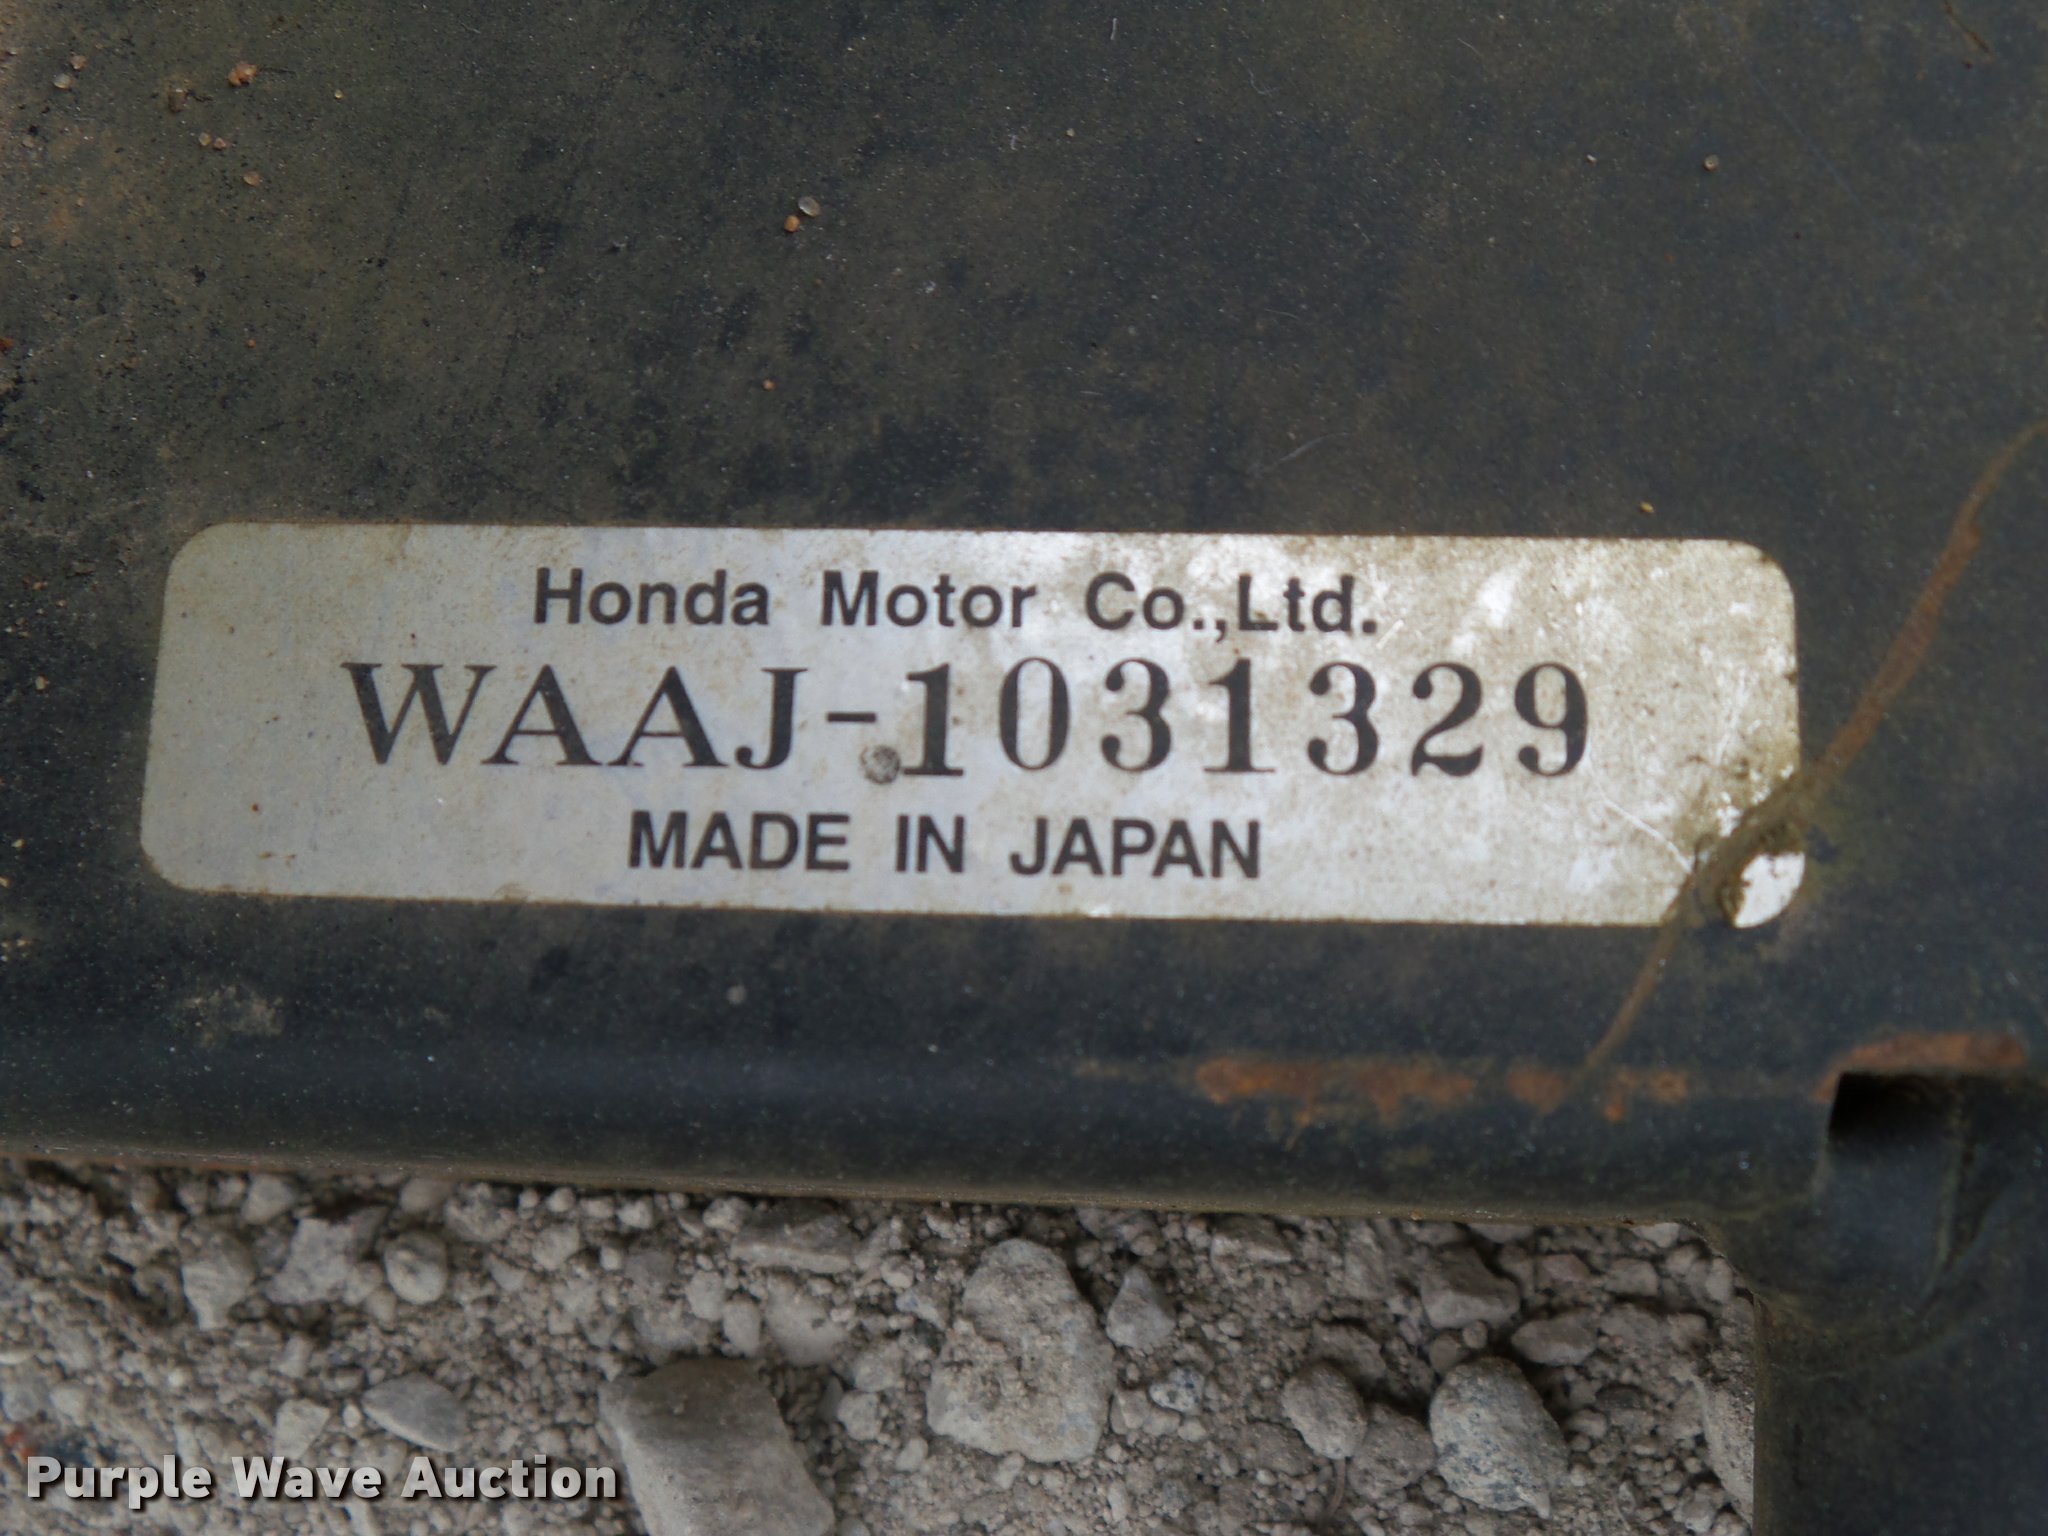 Honda Motor Co.,Ltd.
WAAJ-1031329
MADE IN JAPAN
Purple Wave Auction